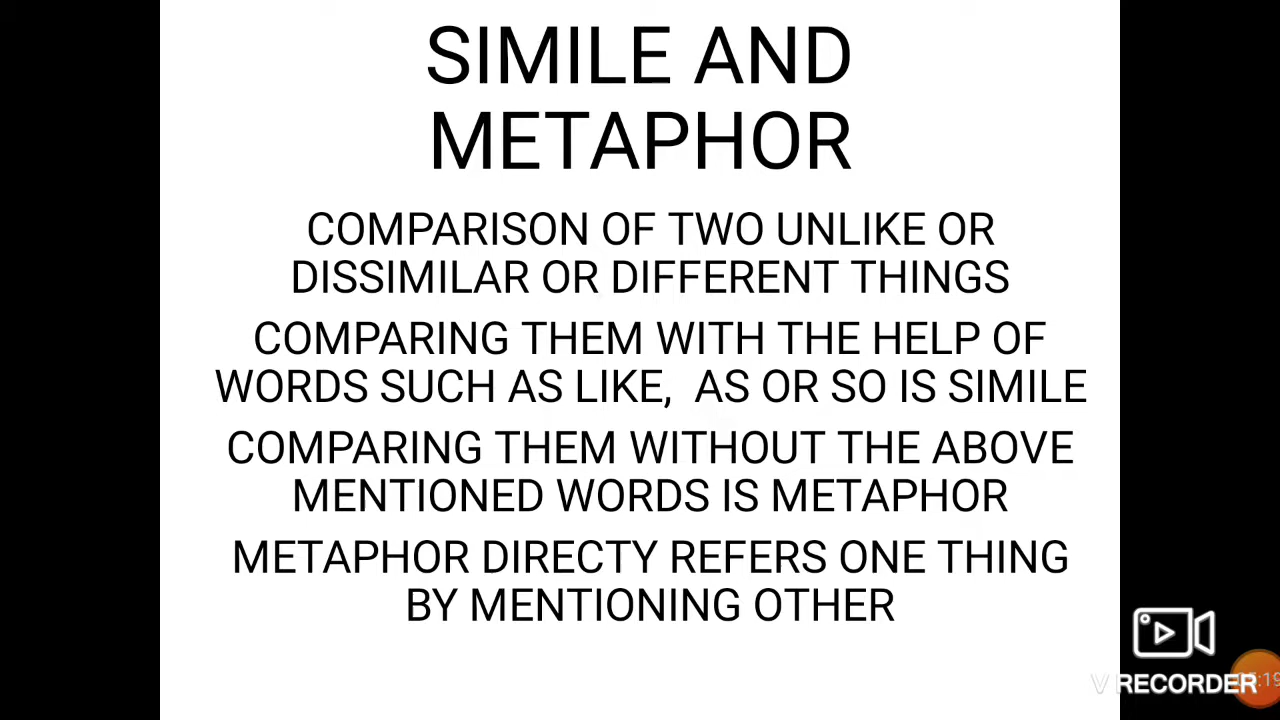 SIMILE AND
METAPHOR
COMPARISON OF TWO UNLIKE OR
DISSIMILAR OR DIFFERENT THINGS
COMPARING THEM WITH THE HELP OF
WORDS SUCH AS LIKE,  AS OR SO IS SIMILE
COMPARING THEM WITHOUT THE ABOVE
MENTIONED WORDS IS METAPHOR
METAPHOR DIRECTY REFERS ONE THING
BY MENTIONING OTHER
V RECORDER